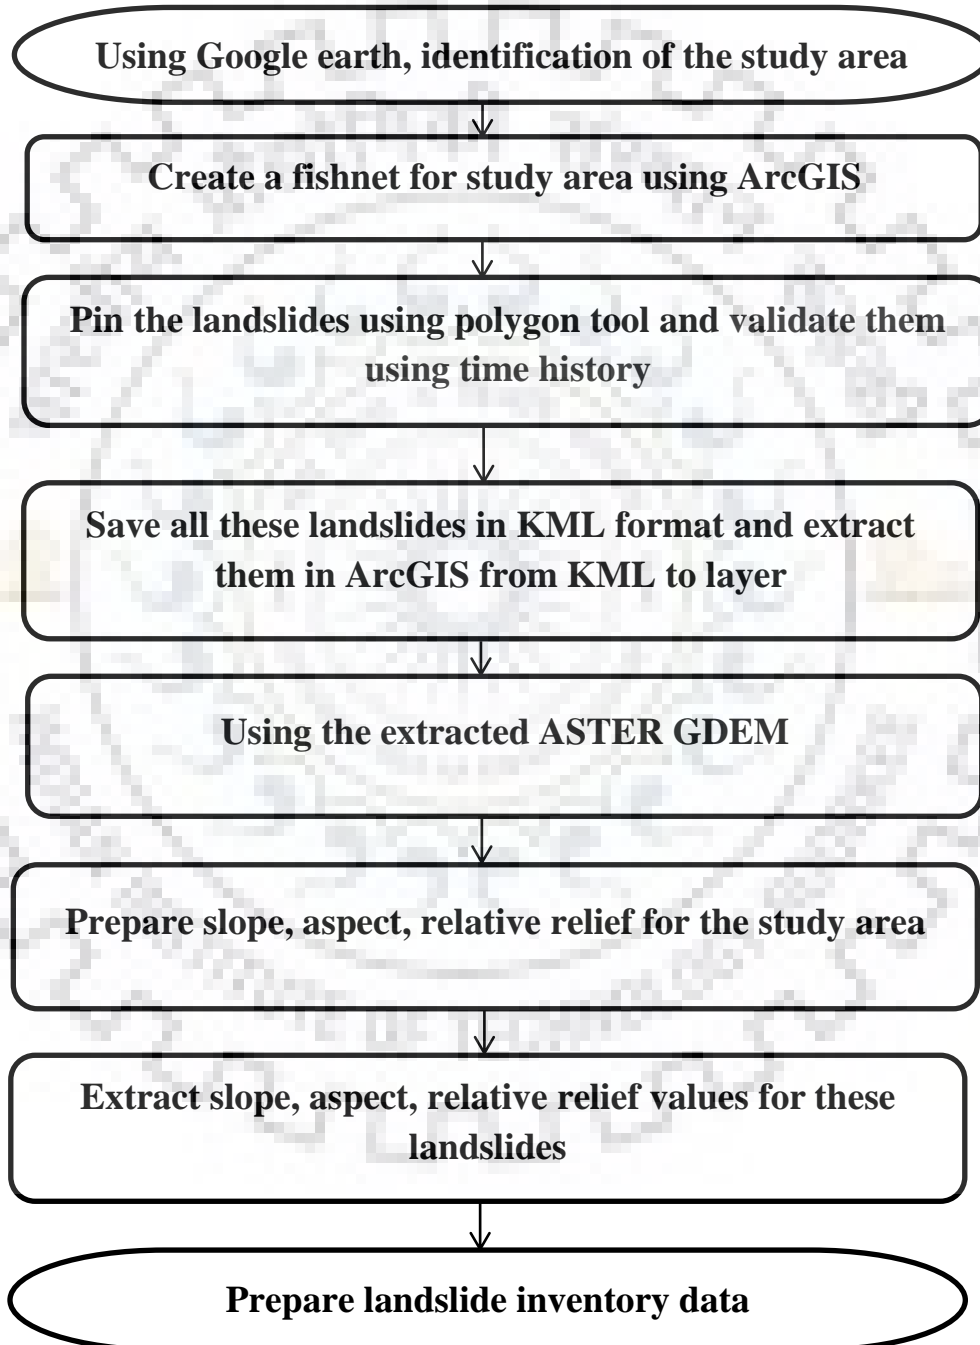 Using Google earth, identification of the study area
Create a fishnet for study area using ArcGIS
Pin the landslides using polygon tool and validate them
using time history
Save all these landslides in KML format and extract
them in ArcGIS from KML to layer
Using the extracted ASTER GDEM
Prepare slope, aspect, relative relief for the study area
Extract slope, aspect, relative relief values for these
landslides
Prepare landslide inventory data